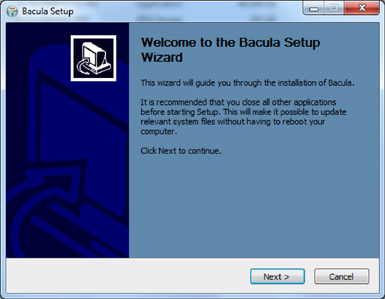 Bacula Setup
Welcome to the Bacula Setup
Wizard
This wizard will guide you through the installation of Bacula.
It is recommended that you close all other applications
before starting Setup. This will make it possible to update
relevant system files without having to reboot your
computer.
Click Next to continue.
Next >
Cancel